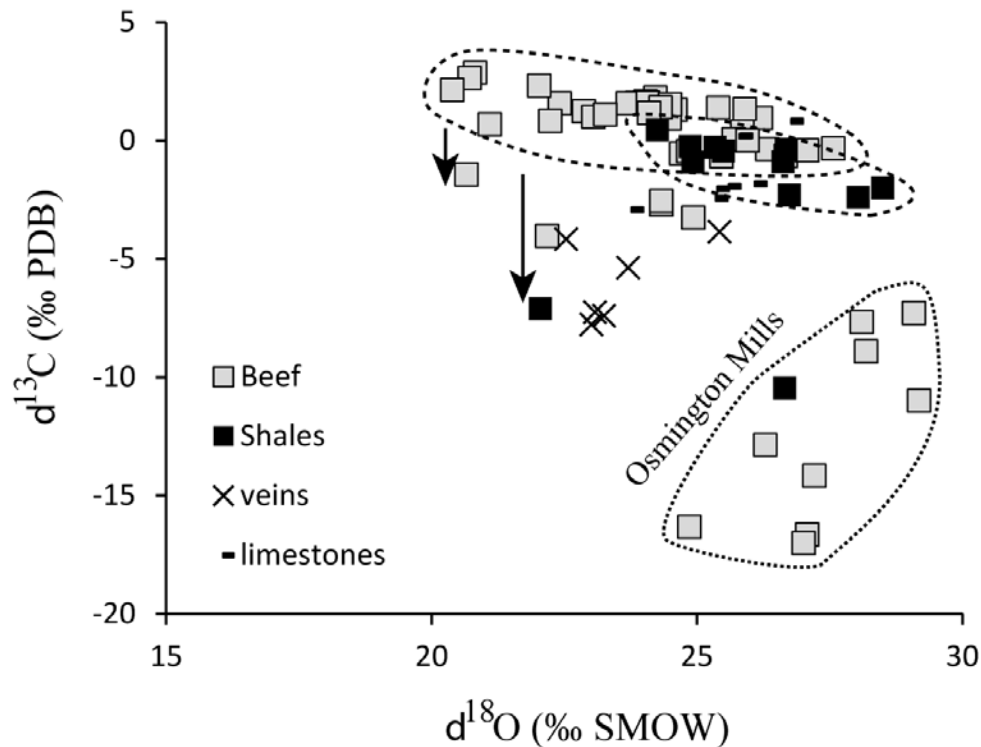 5
0
-5
-10
-15
-20
15
20
25
30
d13C (‰ PDB)
d18O (‰ SMOW)
Beef
Shales
veins
limestones
Osmington Mills